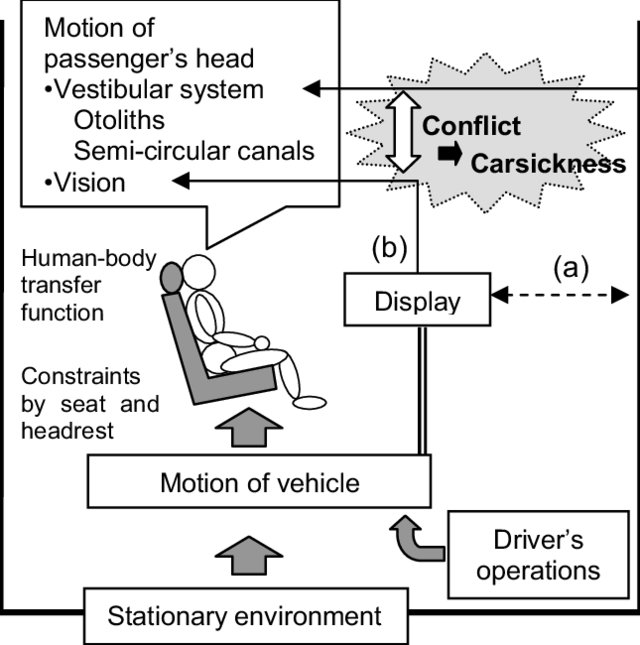 Motion of
passenger's head
•Vestibular system
Otoliths
Semi-circular canals
•Vision
Conflict
Carsickness
(b)
(a)
Display
Human-body
transfer
function
Constraints
by seat and
headrest
Motion of vehicle
Driver's
operations
Stationary environment